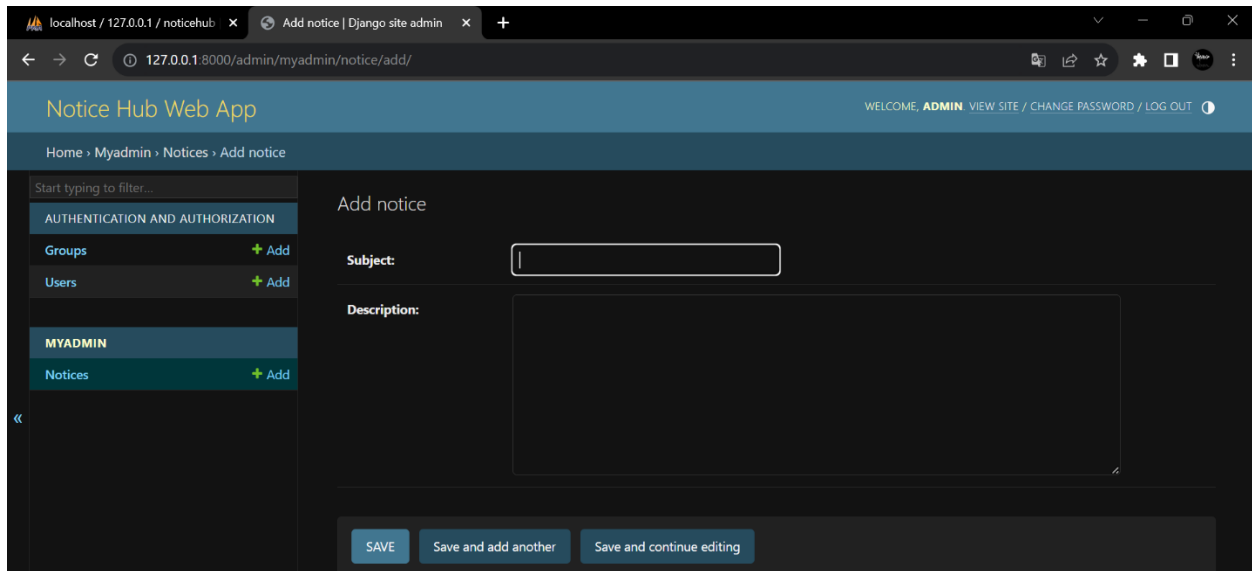 localhost / 127.0.0.1 / noticehub
Add notice | Django site admin
127.0.0.1:8000/admin/myadmin/notice/add/
Notice Hub Web App
WELCOME, ADMIN. VIEW SITE / CHANGE PASSWORD / LOG OUT
Home › Myadmin › Notices › Add notice
Start typing to filter...
AUTHENTICATION AND AUTHORIZATION
Groups + Add
Users + Add
MYADMIN
Notices + Add
«
Add notice
Subject:
Description:
SAVE Save and add another Save and continue editing